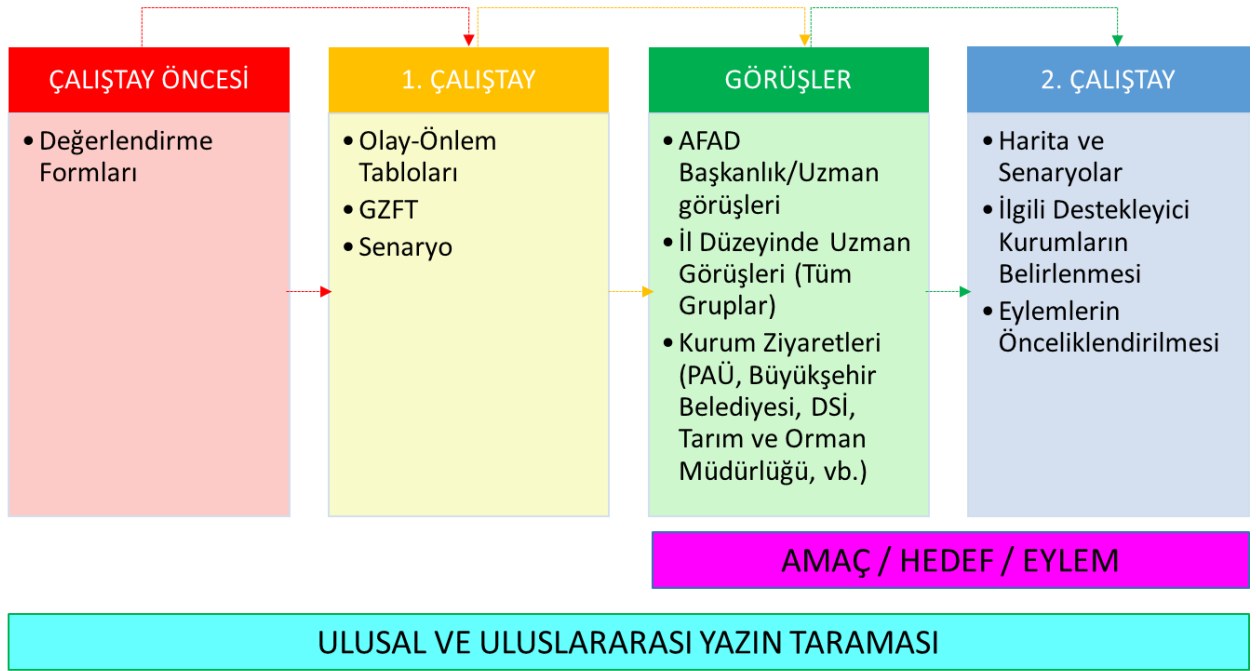 ÇALIŞTAY ÖNCESİ
• Değerlendirme
Formları
1. ÇALIŞTAY
• Olay-Önlem
Tabloları
• GZFT
• Senaryo
GÖRÜŞLER
• AFAD
Başkanlık/Uzman
görüşleri
• İl Düzeyinde Uzman
Görüşleri (Tüm
Gruplar)
• Kurum Ziyaretleri
(PAÜ, Büyükşehir
Belediyesi, DSİ,
Tarım ve Orman
Müdürlüğü, vb.)
2. ÇALIŞTAY
• Harita ve
Senaryolar
• İlgili Destekleyici
Kurumların
Belirlenmesi
• Eylemlerin
Önceliklendirilmesi
AMAÇ / HEDEF / EYLEM
ULUSAL VE ULUSLARARASI YAZIN TARAMASI